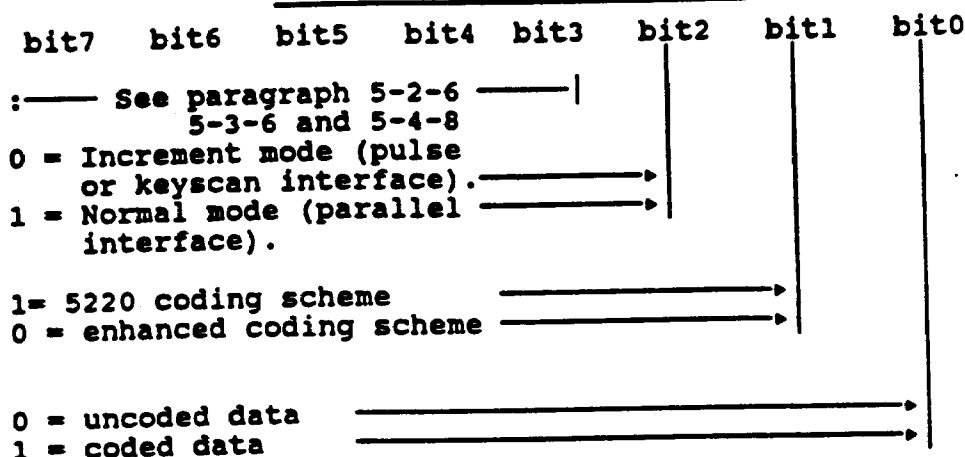 bit7 bit6 bit5 bit4 bit3 bit2 bit1 bit0
: See paragraph 5-2-6
5-3-6 and 5-4-8
0 = Increment mode (pulse
or keyscan interface).
1 = Normal mode (parallel
interface).
1= 5220 coding scheme
0 = enhanced coding scheme
0 = uncoded data
1 = coded data